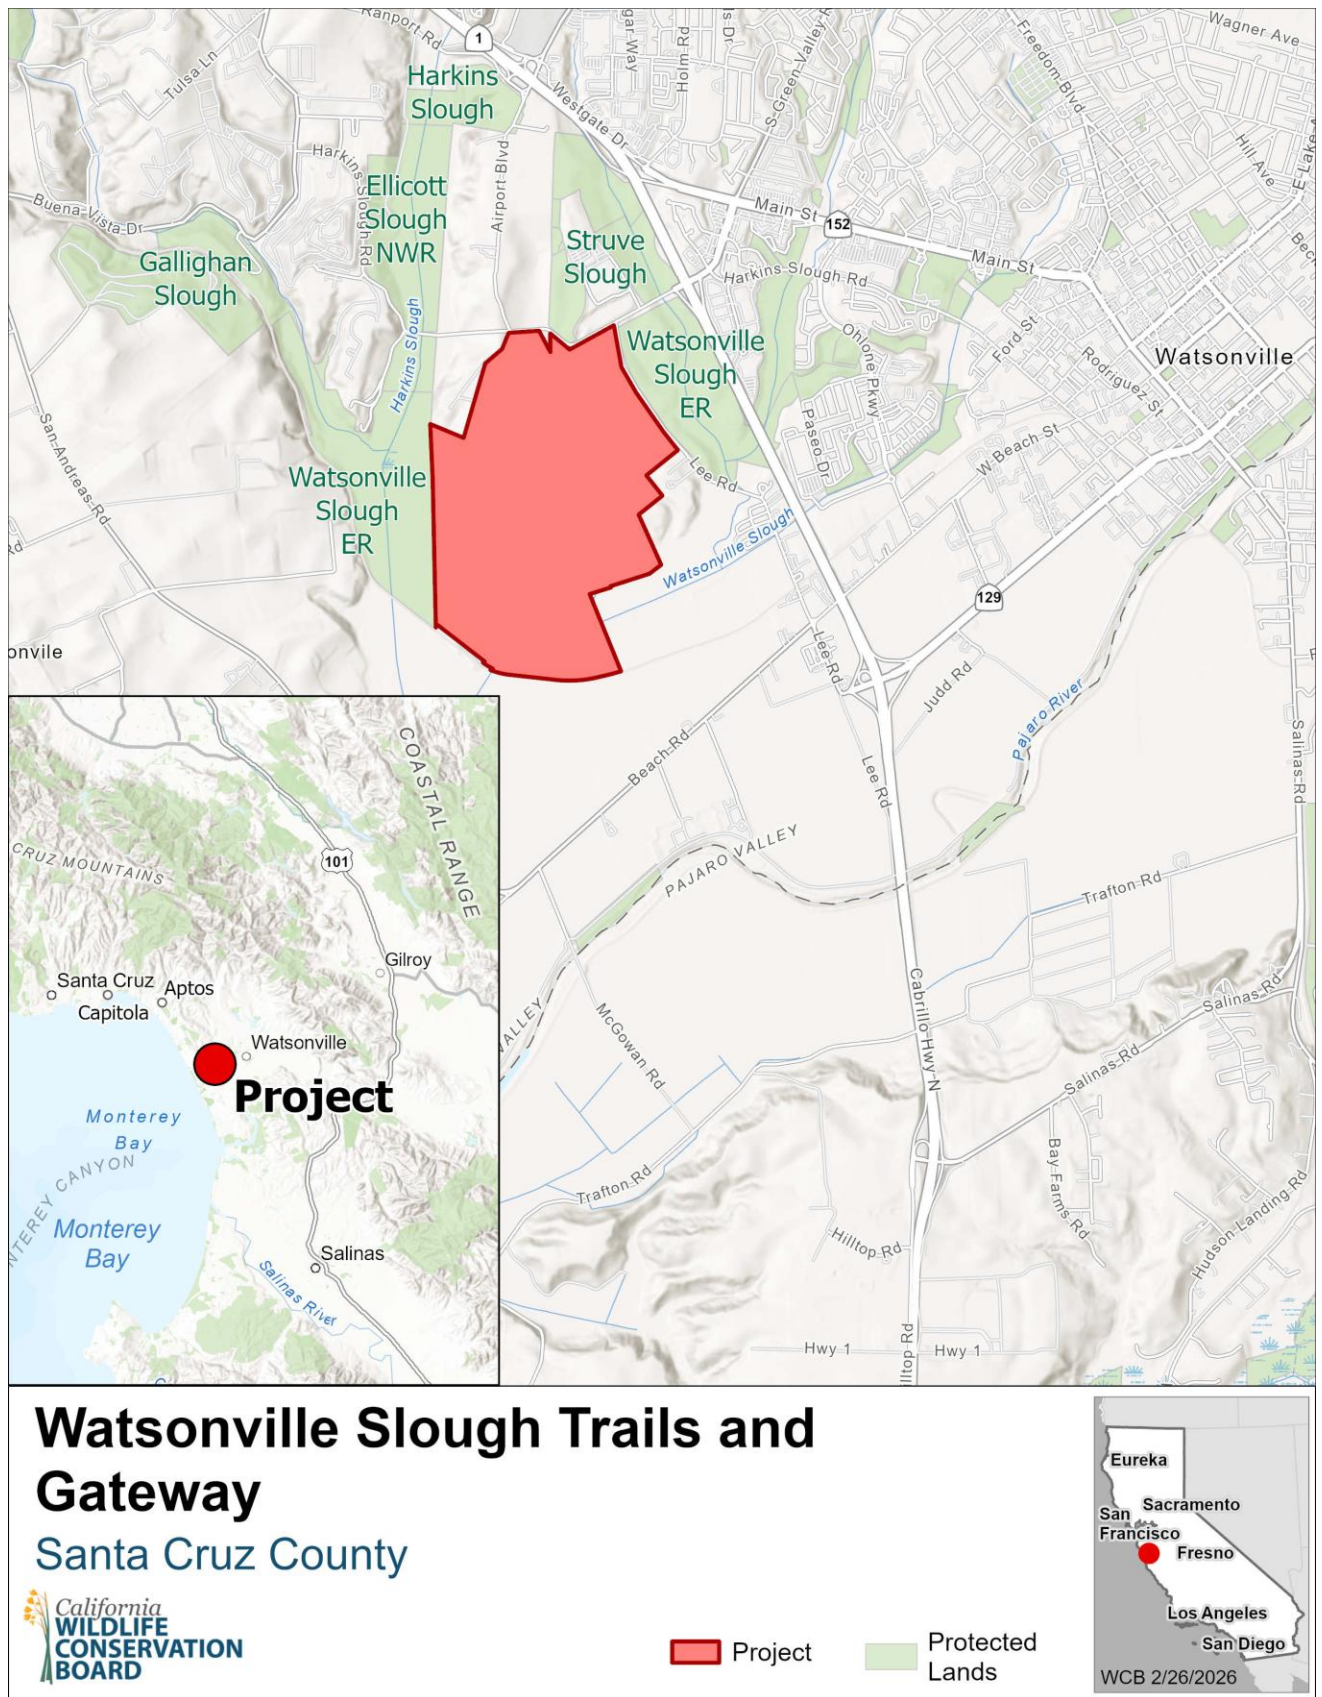 Ranport Rd
1
Harkins
Slough
Tulsa Ln
Westgate Dr
Holm Rd
S Green Valley R
Freedom Blvd
Wagner Ave
Hill Ave
E Lake A
Harkins Slough Rd
Airport Blvd
Ellicott
Slough
NWR
Buena Vista Dr
Gallighan
Slough
Struve
Slough
Main St
152
Main St
Harkins Slough Rd
Harkins Slough
Watsonville
Slough
ER
Ohlone Pkwy
Ford St
Rodriguez St
Watsonville
San Andreas Rd
Paseo Dr
W Beach St
Lee Rd
Watsonville
Slough
ER
Watsonville Slough
129
onvile
Lee Rd
Judd Rd
Pajaro River
Beach Rd
Lee Rd
Salinas Rd
PAJARO VALLEY
Trafton Rd
VALLEY
McGowan Rd
Cabrillo Hwy N
Salinas Rd
Salinas Rd
Trafton Rd
Bay Farms Rd
Hilltop Rd
Hudson Landing Rd
Hwy 1
Hwy 1
lltop Rd
COASTAL RANGE
101
CRUZ MOUNTAINS
Gilroy
Santa Cruz
Aptos
Capitola
Watsonville
Project
Monterey
Bay
NTEREY CANYON
Monterey
Bay
Salinas
Salinas River
Watsonville Slough Trails and
Gateway
Santa Cruz County
California
WILDLIFE
CONSERVATION
BOARD
Project
Protected
Lands
Eureka
Sacramento
San
Francisco
Fresno
Los Angeles
San Diego
WCB 2/26/2026